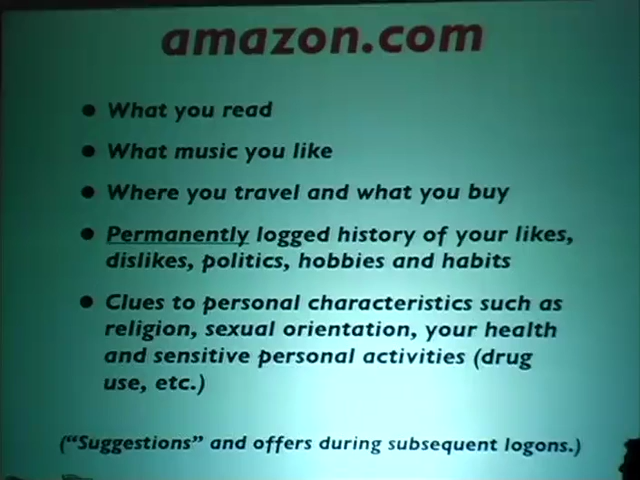 amazon.com
● What you read
● What music you like
● Where you travel and what you buy
● Permanently logged history of your likes,
dislikes, politics, hobbies and habits
● Clues to personal characteristics such as
religion, sexual orientation, your health
and sensitive personal activities (drug
use, etc.)
(“Suggestions” and offers during subsequent logons.)